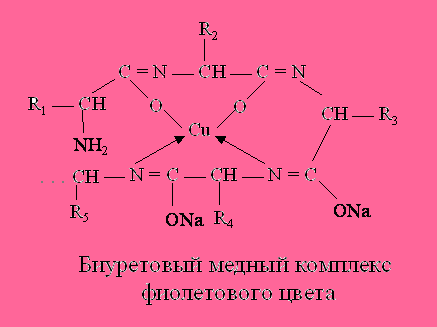 R2
C = N — CH — C = N
R1 — CH O O CH — R3
Cu
NH2
... CH — N = C — CH — N = C
R5 ONa R4 ONa
Биуретовый медный комплекс
фиолетового цвета